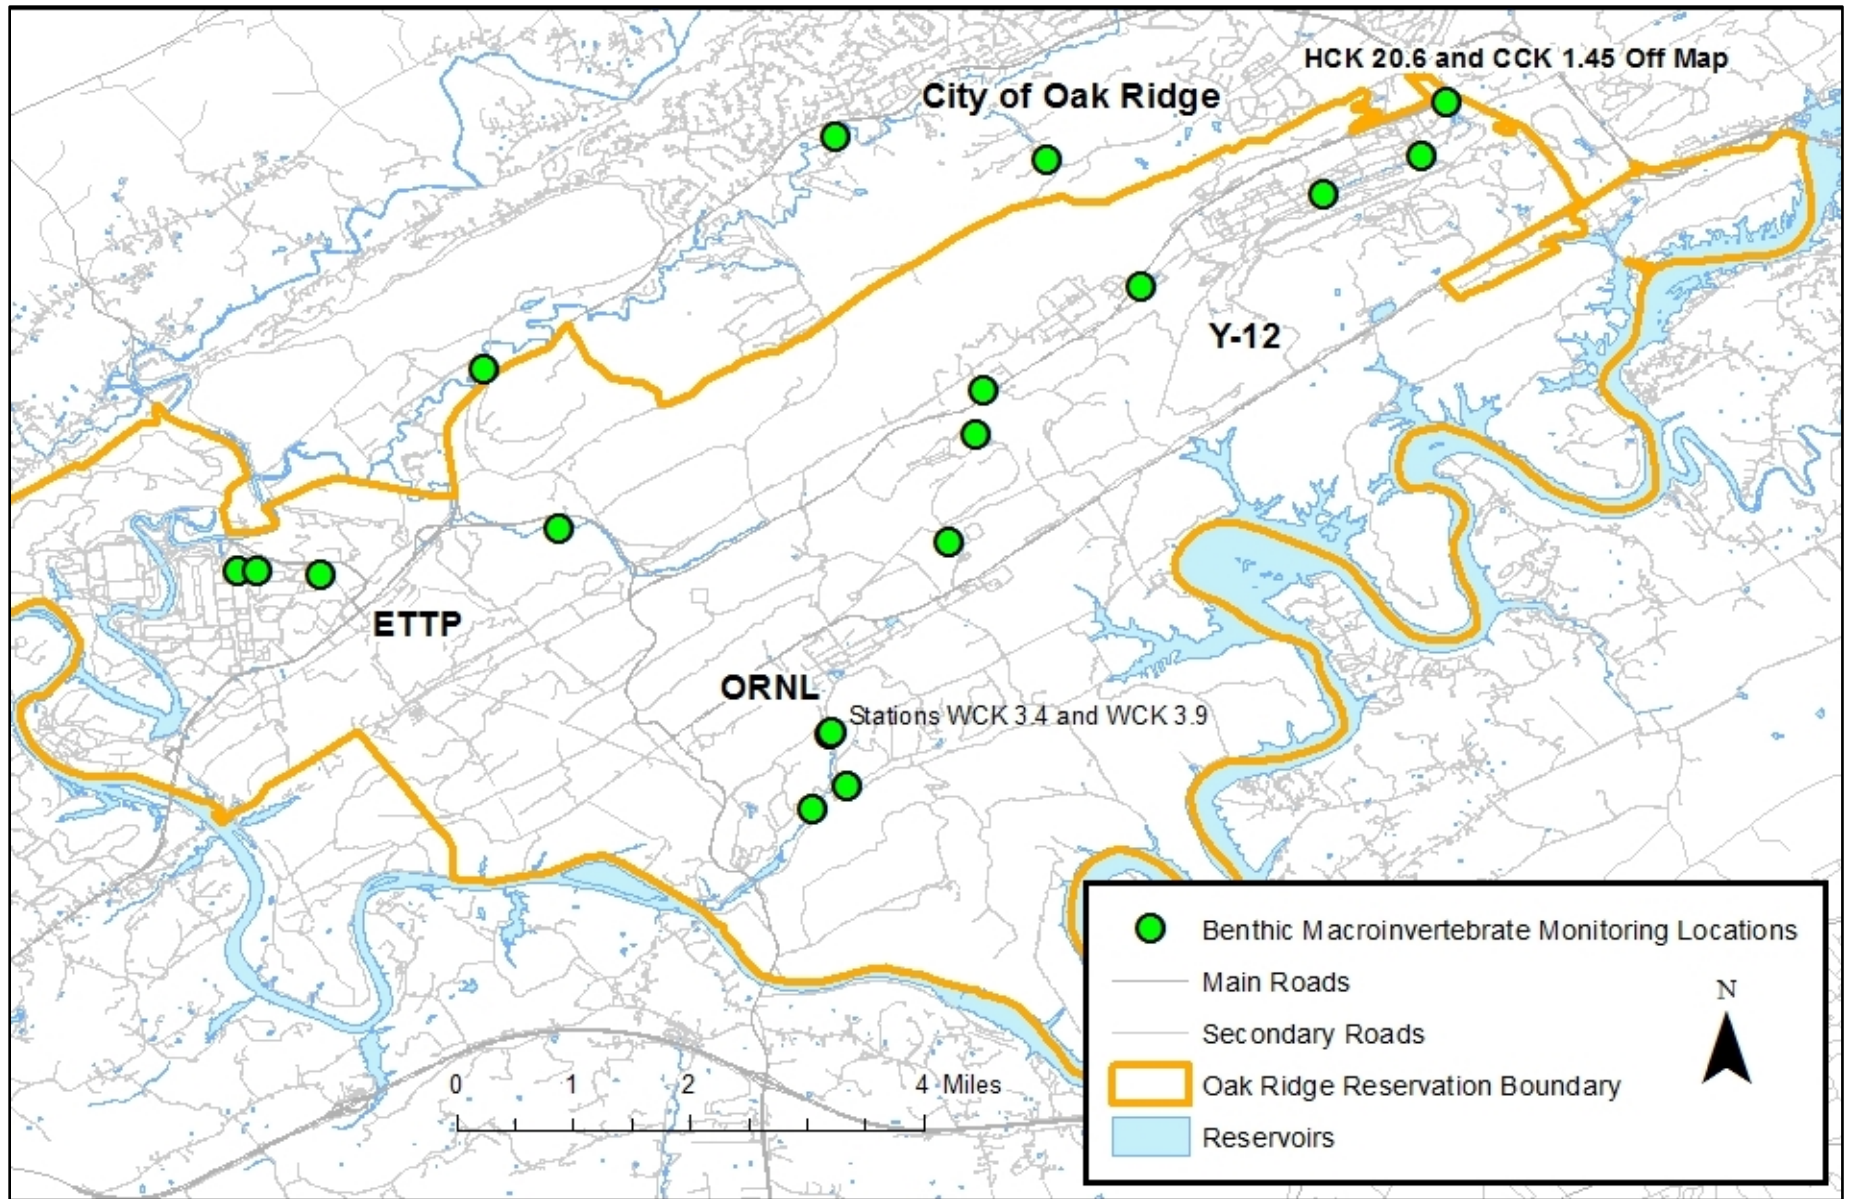 HCK 20.6 and CCK 1.45 Off Map
City of Oak Ridge
Y-12
ETTP
ORNL
Stations WCK 3.4 and WCK 3.9
Benthic Macroinvertebrate Monitoring Locations
Main Roads
N
Secondary Roads
Oak Ridge Reservation Boundary
Reservoirs
0 1 2 4 Miles